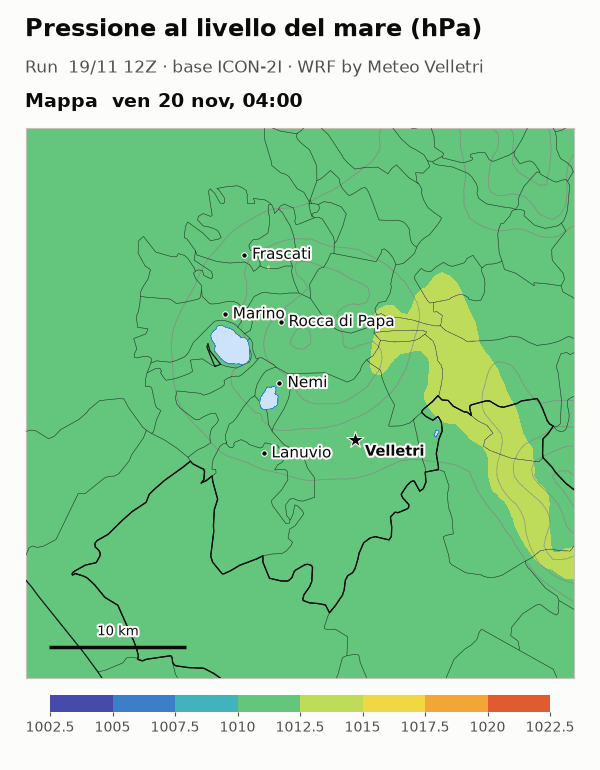 Pressione al livello del mare (hPa)
Run  19/11 12Z · base ICON-2I · WRF by Meteo Velletri
Mappa  ven 20 nov, 04:00
Frascati
Marino
Rocca di Papa
Nemi
Velletri
Lanuvio
10 km
1002.5 1005 1007.5 1010 1012.5 1015 1017.5 1020 1022.5